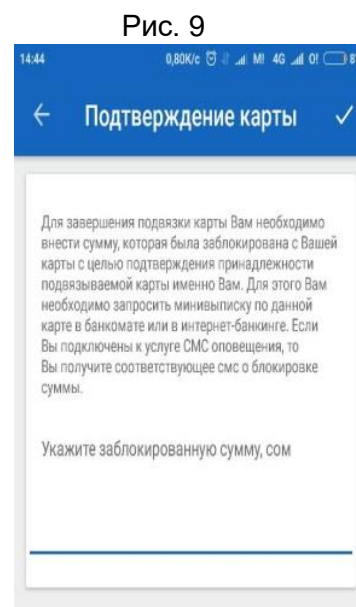 Рис. 9
14:44 0,80K/c M! 4G O! 8
Подтверждение карты
Для завершения подвязки карты Вам необходимо
внести сумму, которая была заблокирована с Вашей
карты с целью подтверждения принадлежности
подвязываемой карты именно Вам. Для этого Вам
необходимо запросить минивыписку по данной
карте в банкомате или в интернет-банкинге. Если
Вы подключены к услуге СМС оповещения, то
Вы получите соответствующее смс о блокировке
суммы.
Укажите заблокированную сумму, сом